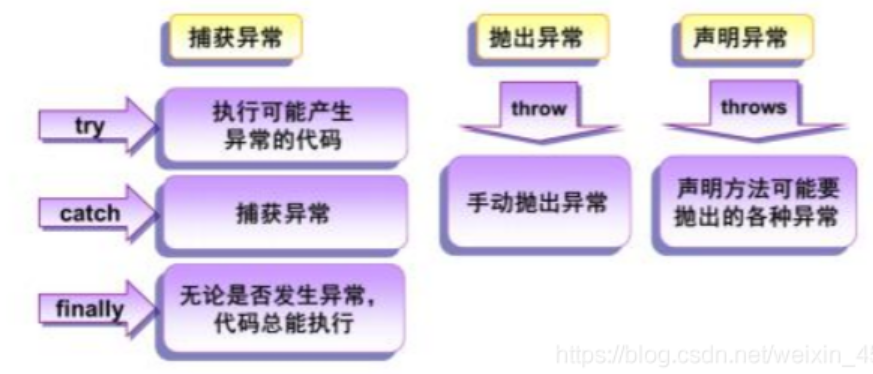 捕获异常
抛出异常
声明异常
try
执行可能产生
异常的代码
catch
捕获异常
finally
无论是否发生异常，
代码总能执行
throw
手动抛出异常
throws
声明方法可能要
抛出的各种异常
https://blog.csdn.net/weixin_45